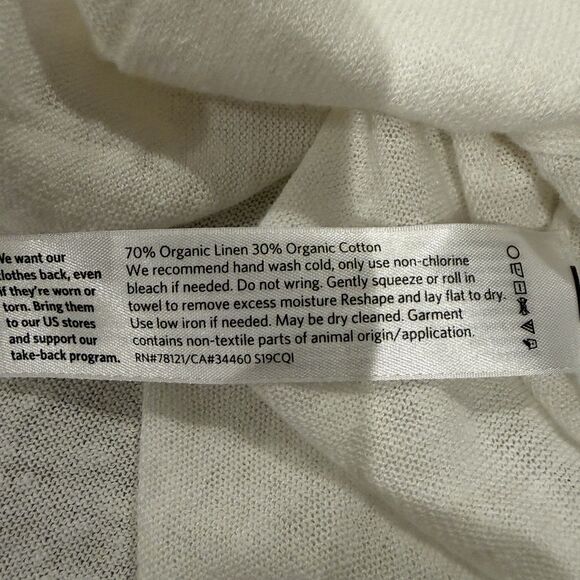 We want our
clothes back, even
if they're worn or
torn. Bring them
to our US stores
and support our
take-back program.
70% Organic Linen 30% Organic Cotton
We recommend hand wash cold, only use non-chlorine
bleach if needed. Do not wring. Gently squeeze or roll in
towel to remove excess moisture Reshape and lay flat to dry.
Use low iron if needed. May be dry cleaned. Garment
contains non-textile parts of animal origin/application.
RN#78121/CA#34460 S19CQI